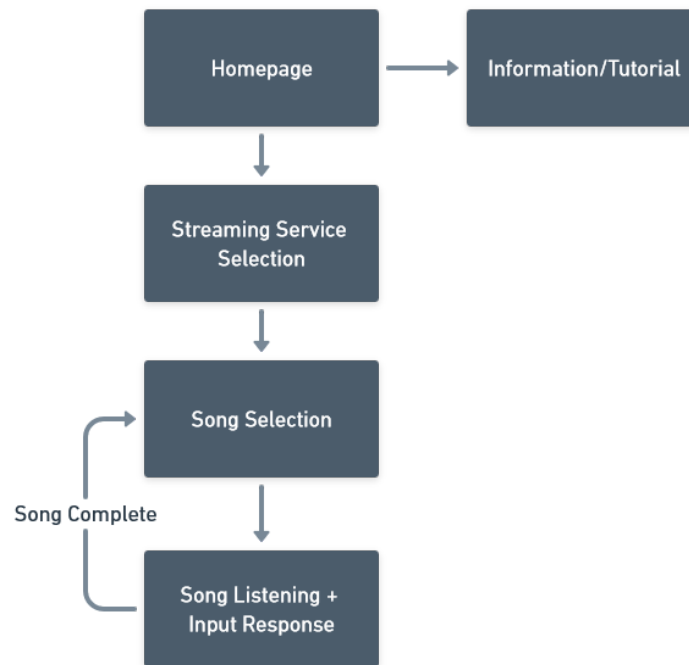 Homepage
Information/Tutorial
Streaming Service
Selection
Song Selection
Song Complete
Song Listening +
Input Response